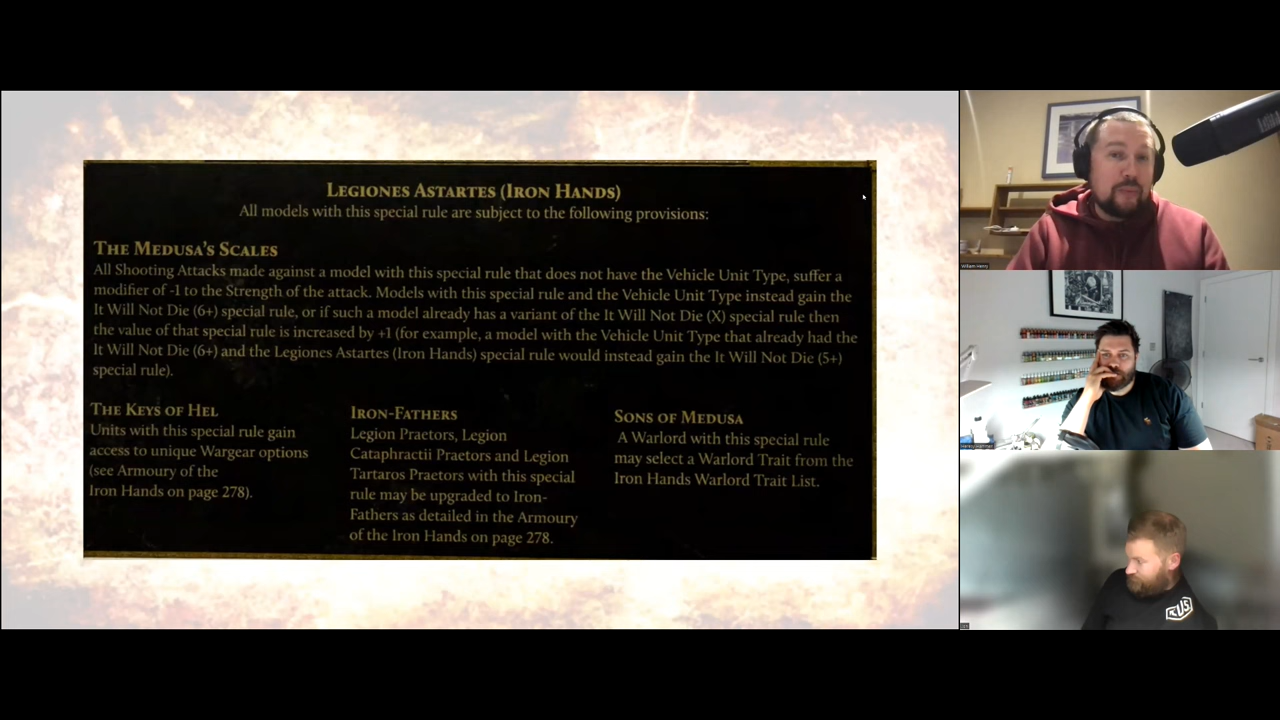 LEGIONES ASTARTES (IRON HANDS)
All models with this special rule are subject to the following provisions:
THE MEDUSA'S SCALES
All Shooting Attacks made against a model with this special rule that does not have the Vehicle Unit Type, suffer a
modifier of -1 to the Strength of the attack. Models with this special rule and the Vehicle Unit Type instead gain the
It Will Not Die (6+) special rule, or if such a model already has a variant of the It Will Not Die (X) special rule then
the value of that special rule is increased by +1 (for example, a model with the Vehicle Unit Type that already had the
It Will Not Die (6+) and the Legiones Astartes (Iron Hands) special rule would instead gain the It Will Not Die (5+)
special rule).
THE KEYS OF HEL
Units with this special rule gain
access to unique Wargear options
(see Armoury of the
Iron Hands on page 278).
IRON-FATHERS
Legion Praetors, Legion
Cataphractii Praetors and Legion
Tartaros Praetors with this special
rule may be upgraded to Iron-
Fathers as detailed in the Armoury
of the Iron Hands on page 278.
SONS OF MEDUSA
A Warlord with this special rule
may select a Warlord Trait from the
Iron Hands Warlord Trait List.